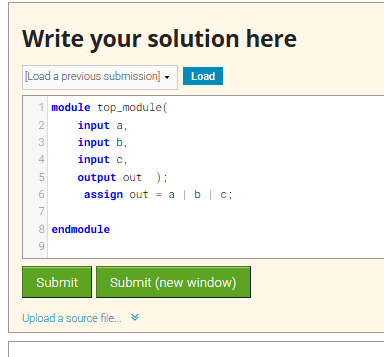 Write your solution here
[Load a previous submission] Load
1 module top_module(
2 input a,
3 input b,
4 input c,
5 output out );
6 assign out = a | b | c;
7
8 endmodule
9
Submit Submit (new window)
Upload a source file...